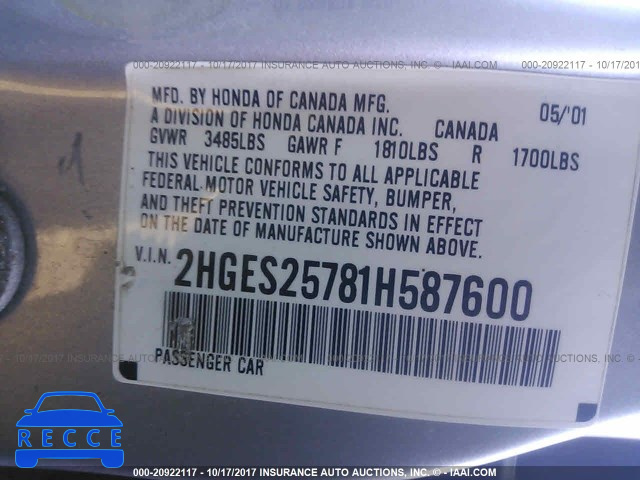 000-20922117 - 10/17/2017 INSURANCE AUTO AUCTIONS © - IAAI.COM
000-20922117 - 10/17/2017
MFD. BY HONDA OF CANADA MFG. 05/'01
A DIVISION OF HONDA CANADA INC. CANADA
GVWR 3485LBS GAWR F 1810LBS R 1700LBS
THIS VEHICLE CONFORMS TO ALL APPLICABLE
FEDERAL MOTOR VEHICLE SAFETY, BUMPER,
AND THEFT PREVENTION STANDARDS IN EFFECT
ON THE DATE OF MANUFACTURE SHOWN ABOVE.
V.I.N. 2HGES25781H587600
PASSENGER CAR
RECCE
000-20922117 - 10/17/2017 INSURANCE AUTO AUCTIONS © - IAAI.COM